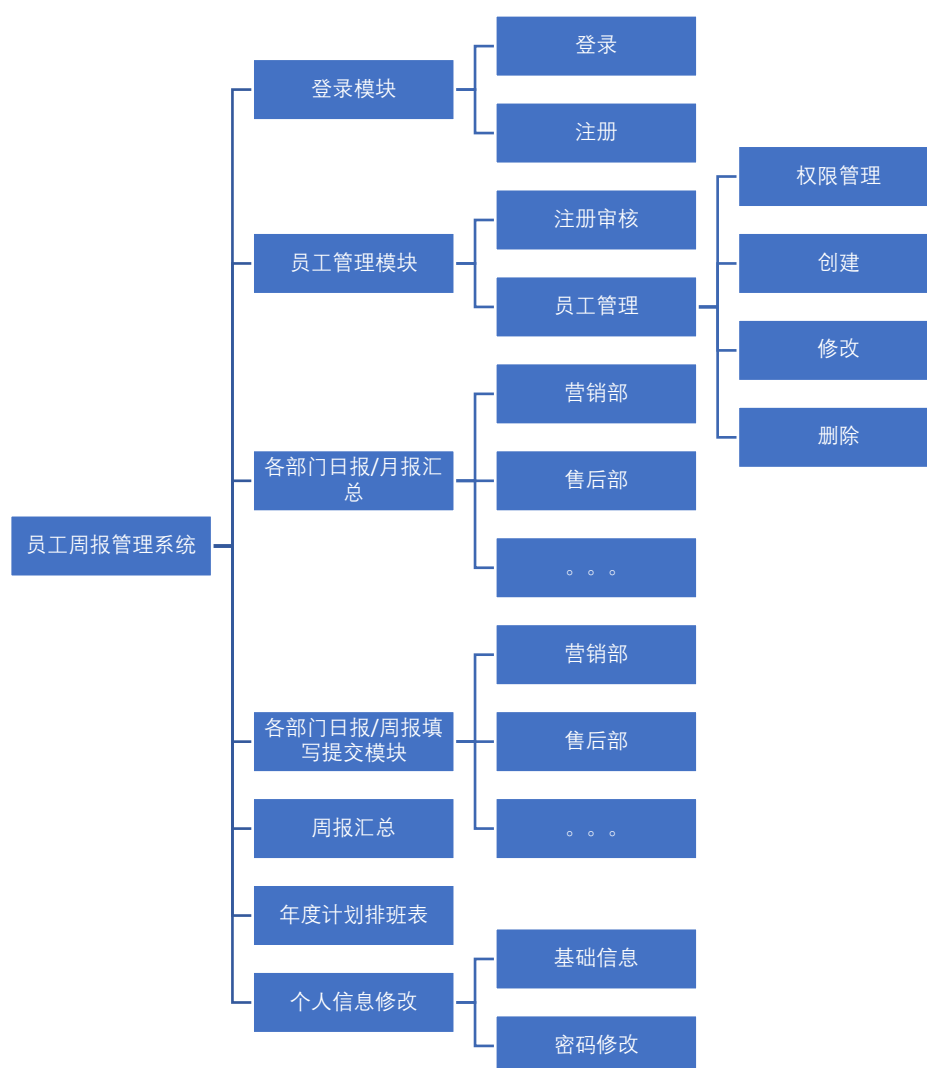 登录
登录模块
注册
权限管理
注册审核
员工管理模块
创建
员工管理
修改
营销部
删除
各部门日报/月报汇
总
售后部
员工周报管理系统
。。。
营销部
各部门日报/周报填
写提交模块
售后部
周报汇总
。。。
年度计划排班表
基础信息
个人信息修改
密码修改